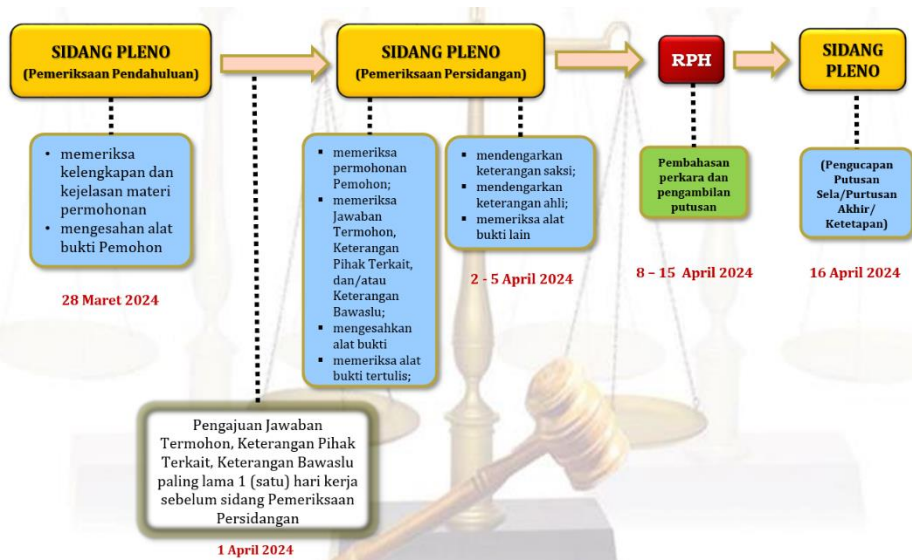 SIDANG PLENO
(Pemeriksaan Pendahuluan)
• memeriksa
kelengkapan dan
kejelasan materi
permohonan
• mengesahan alat
bukti Pemohon
28 Maret 2024
Pengajuan Jawaban
Termohon, Keterangan Pihak
Terkait, Keterangan Bawaslu
paling lama 1 (satu) hari kerja
sebelum sidang Pemeriksaan
Persidangan
1 April 2024
SIDANG PLENO
(Pemeriksaan Persidangan)
▪ memeriksa
permohonan
Pemohon;
▪ memeriksa
Jawaban
Termohon,
Keterangan
Pihak Terkait,
dan/atau
Keterangan
Bawaslu;
▪ mengesahkan
alat bukti
▪ memeriksa alat
bukti tertulis;
▪ mendengarkan
keterangan saksi;
▪ mendengarkan
keterangan ahli;
▪ memeriksa alat
bukti lain
2 - 5 April 2024
RPH
Pembahasan
perkara dan
pengambilan
putusan
8 – 15 April 2024
SIDANG
PLENO
(Pengucapan
Putusan
Sela/Purtusan
Akhir/
Ketetapan)
16 April 2024